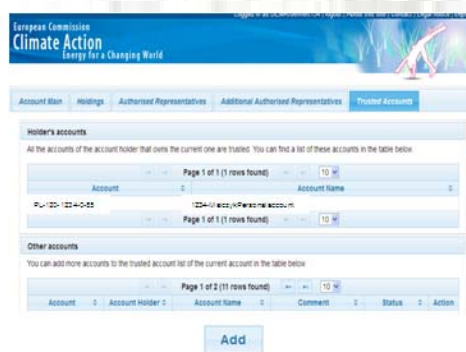 European Commission
Climate Action
Energy for a Changing World
Account Main Holdings Authorised Representatives Additional Authorised Representatives Trusted Accounts
Holder's accounts
All the accounts of the account holder that owns the current one are trusted. You can find a list of these accounts in the table below.
Page 1 of 1 (1 rows found) 10
Account Account Name
Page 1 of 1 (1 rows found) 10
Other accounts
You can add more accounts to the trusted account list of the current account in the table below
Page 1 of 2 (11 rows found) 10
Account Account Holder Account Name Comment Status Action
Add